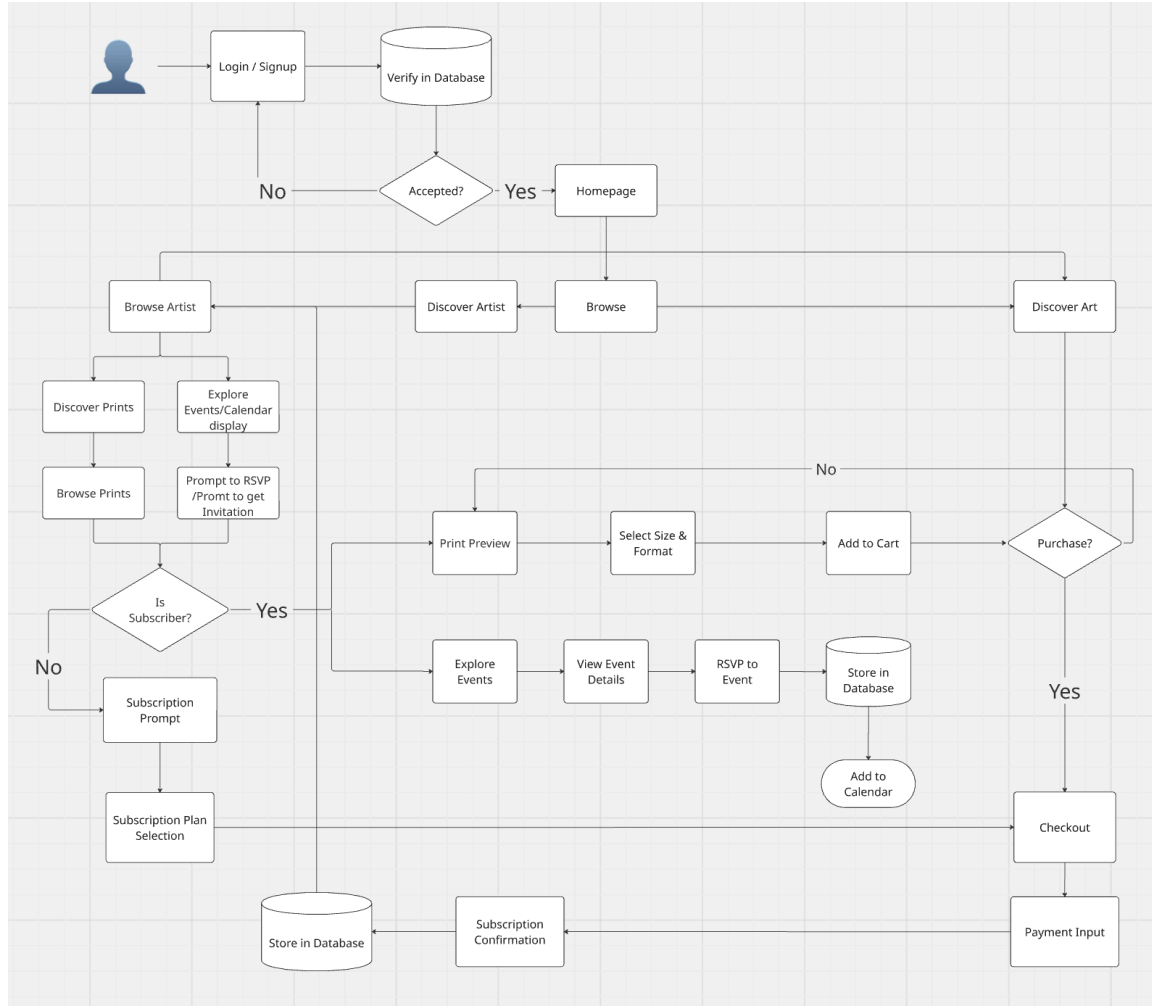 Login / Signup
Verify in Database
No
Accepted?
Yes
Homepage
Browse Artist
Discover Artist
Browse
Discover Art
Discover Prints
Explore
Events/Calendar
display
Browse Prints
Prompt to RSVP
/Promt to get
Invitation
No
Print Preview
Select Size &
Format
Add to Cart
Purchase?
Is
Subscriber?
Yes
No
Explore
Events
View Event
Details
RSVP to
Event
Store in
Database
Yes
Subscription
Prompt
Add to
Calendar
Subscription Plan
Selection
Checkout
Store in Database
Subscription
Confirmation
Payment Input